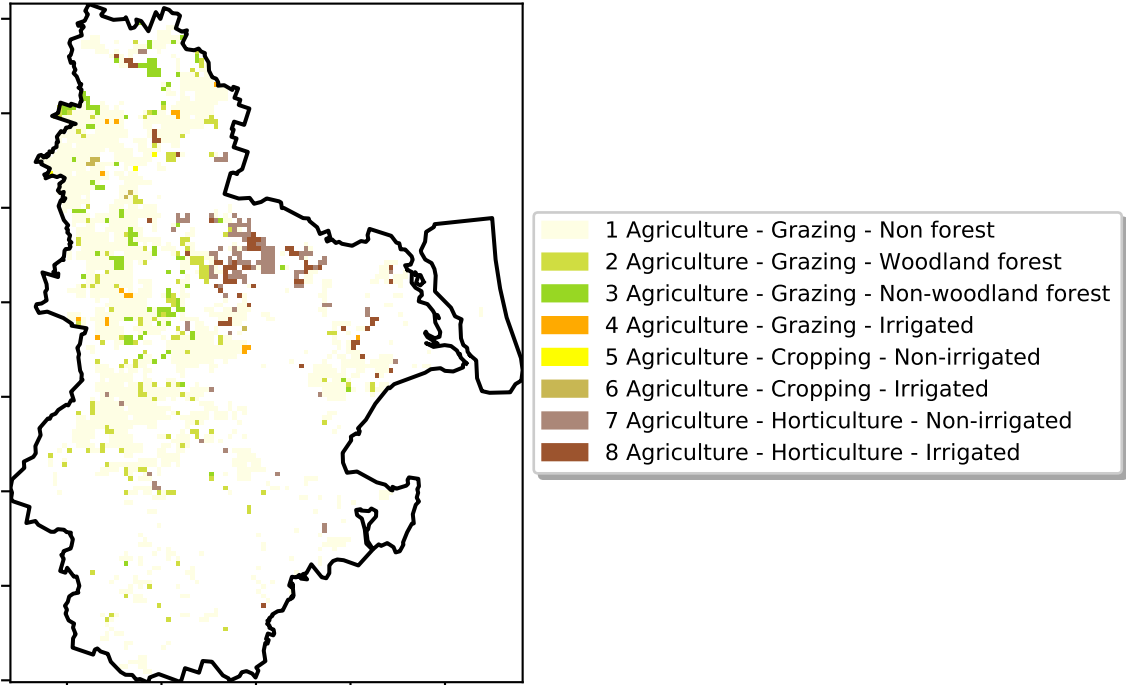 1 Agriculture - Grazing - Non forest
2 Agriculture - Grazing - Woodland forest
3 Agriculture - Grazing - Non-woodland forest
4 Agriculture - Grazing - Irrigated
5 Agriculture - Cropping - Non-irrigated
6 Agriculture - Cropping - Irrigated
7 Agriculture - Horticulture - Non-irrigated
8 Agriculture - Horticulture - Irrigated